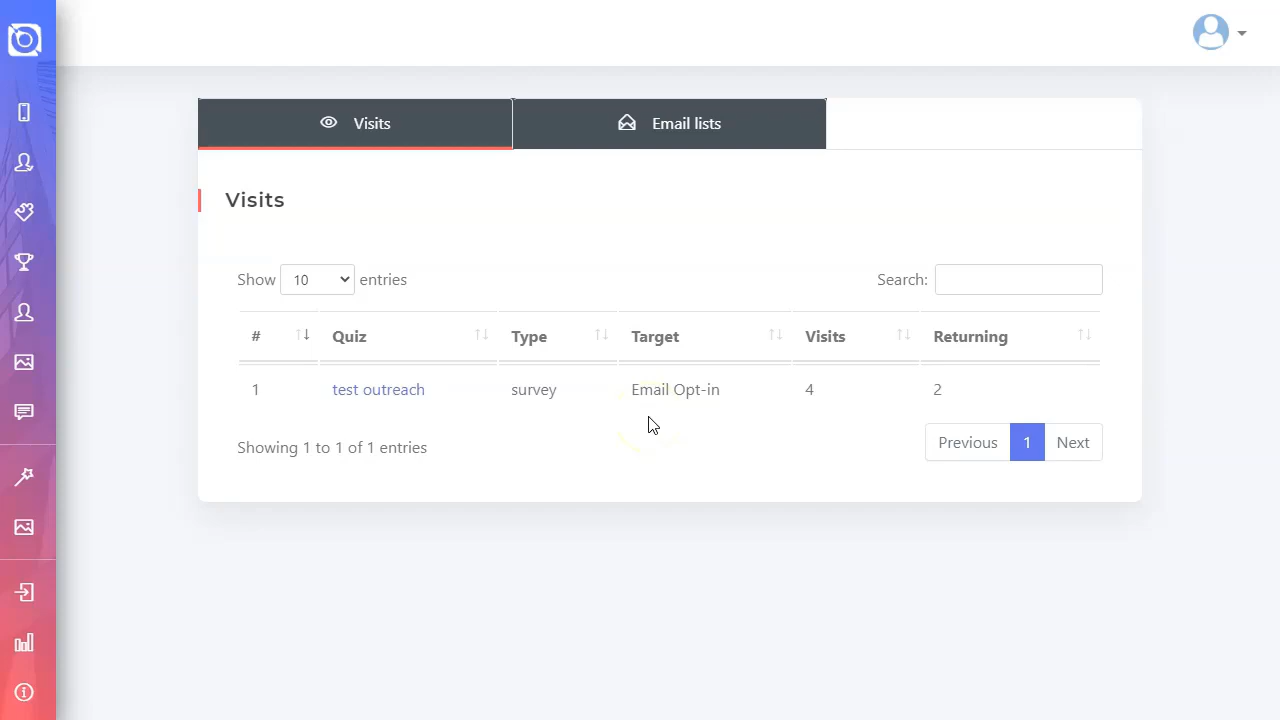 Visits Email lists
Visits
Show 10 entries Search:
# Quiz Type Target Visits Returning
1 test outreach survey Email Opt-in 4 2
Showing 1 to 1 of 1 entries Previous 1 Next